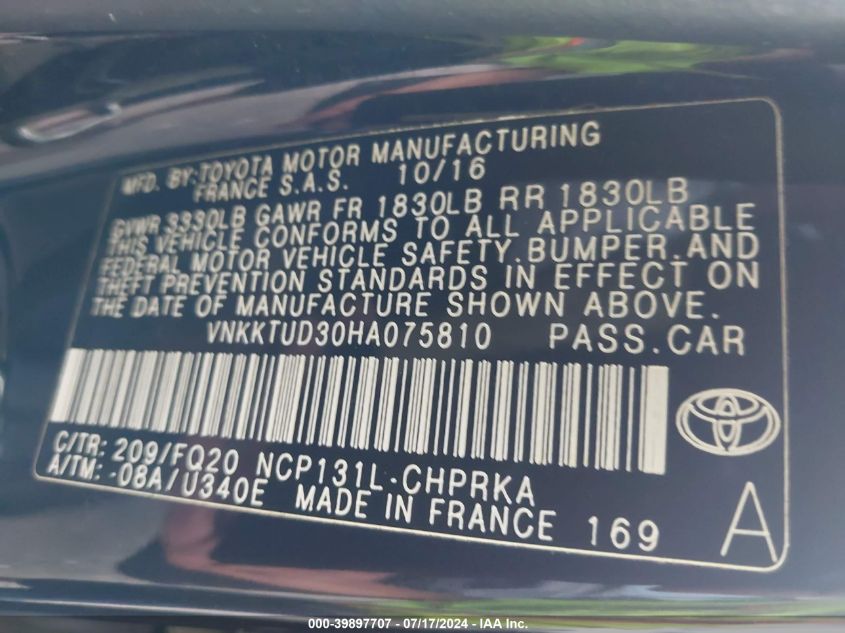 MFD. BY:TOYOTA MOTOR MANUFACTURING
FRANCE S.A.S. 10/16
GVWR 3330LB GAWR FR 1830LB RR 1830LB
THIS VEHICLE CONFORMS TO ALL APPLICABLE
FEDERAL MOTOR VEHICLE SAFETY,BUMPER,AND
THEFT PREVENTION STANDARDS IN EFFECT ON
THE DATE OF MANUFACTURE SHOWN ABOVE.
VNKKTUD30HA075810 PASS.CAR
C/TR: 209/FQ20 NCP131L-CHPRKA
A/TM: -08A/U340E MADE IN FRANCE 169
A
000-39897707 - 07/17/2024 - IAA Inc.